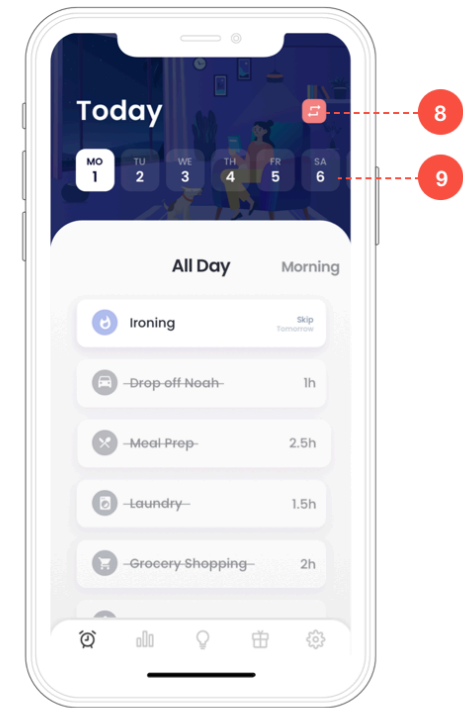 Today
8
MO TU WE TH FR SA
1 2 3 4 5 6
9
All Day Morning
Ironing Skip
Tomorrow
Drop off Noah 1h
Meal Prep 2.5h
Laundry 1.5h
Grocery Shopping 2h